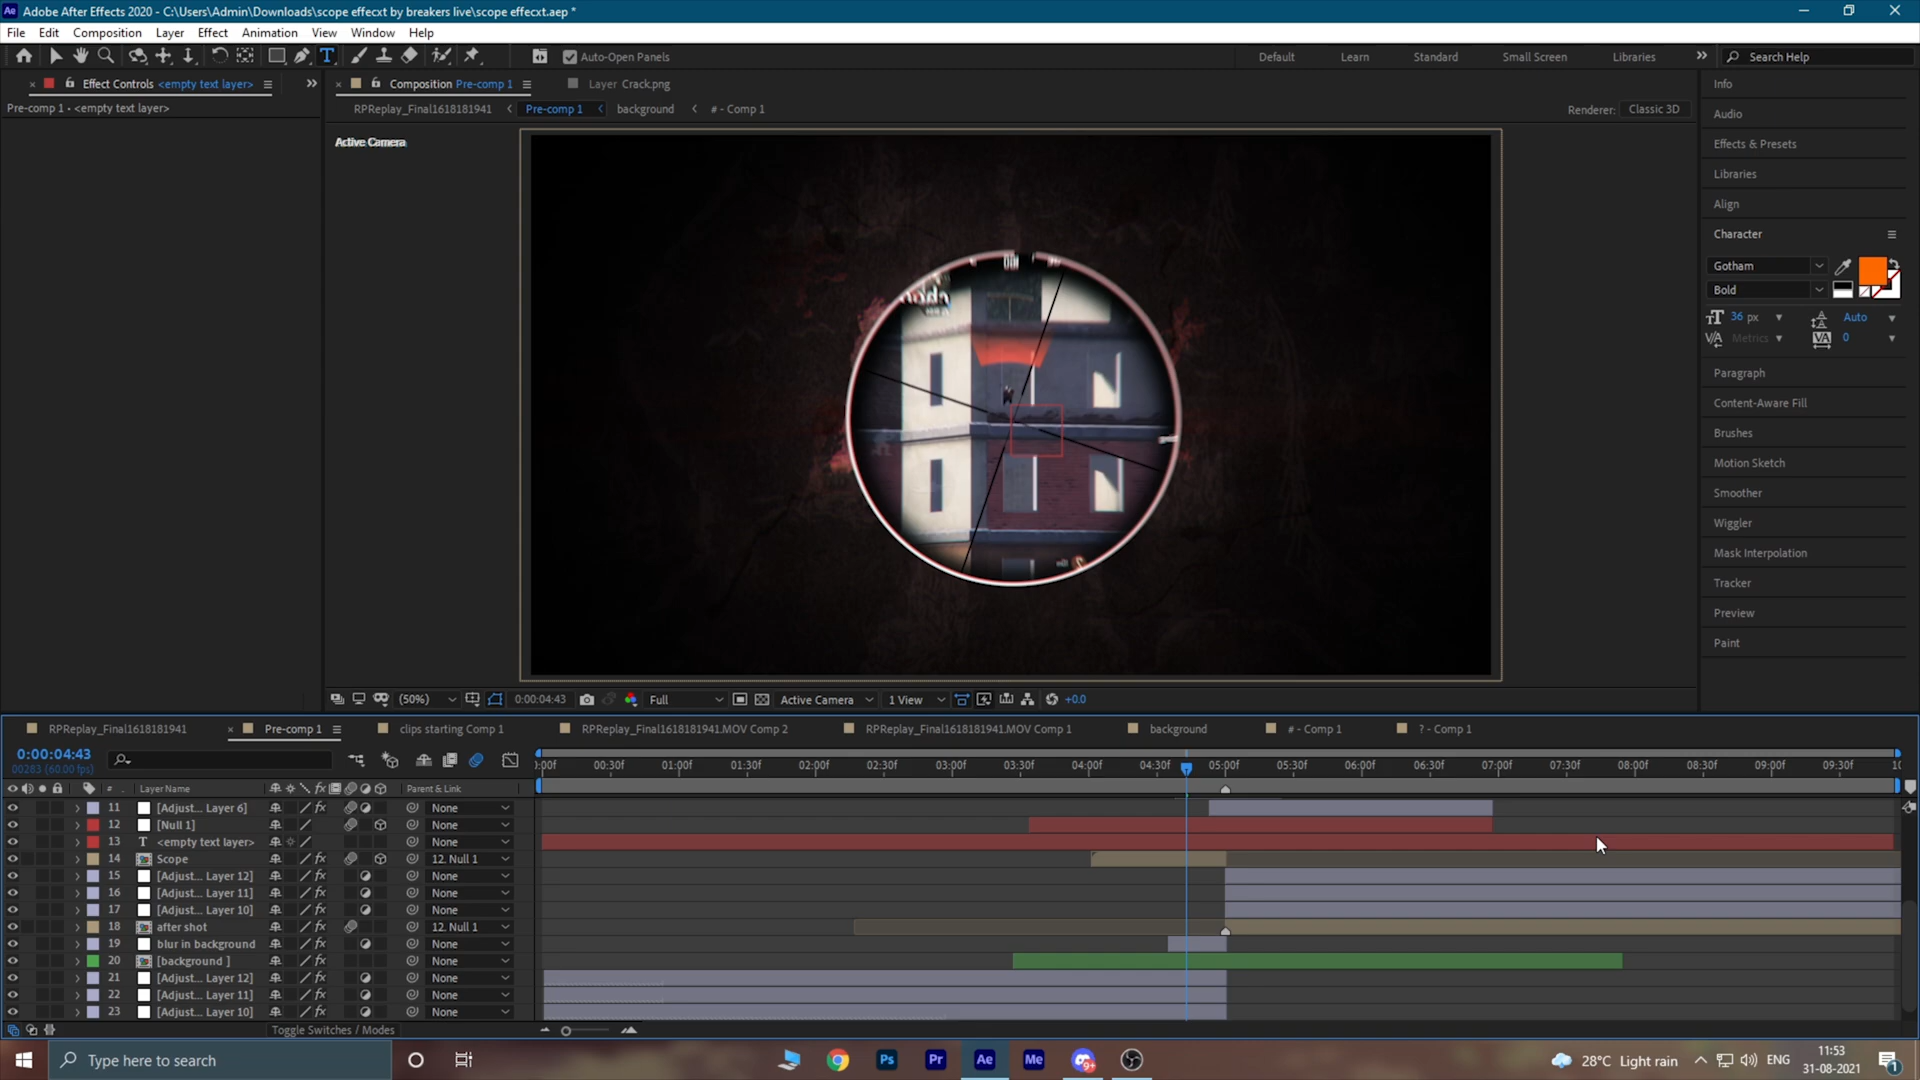 Adobe After Effects 2020 - C:\Users\Admin\Downloads\scope effecxt by breakers live\scope effecxt.aep *
File Edit Composition Layer Effect Animation View Window Help
Auto-Open Panels Default Learn Standard Small Screen Libraries Search Help
Effect Controls <empty text layer>
Composition Pre-comp 1 Layer Crack.png
Pre-comp 1 • <empty text layer>
RPReplay_Final1618181941 Pre-comp 1 background # - Comp 1 Renderer: Classic 3D
Active Camera
Info
Audio
Effects & Presets
Libraries
Align
Character
Gotham
Bold
36 px Auto
Metrics 0
Paragraph
Content-Aware Fill
Brushes
Motion Sketch
Smoother
Wiggler
Mask Interpolation
Tracker
Preview
Paint
(50%) 0:00:04:43 Full Active Camera 1 View +0.0
RPReplay_Final1618181941 Pre-comp 1 clips starting Comp 1 RPReplay_Final1618181941.MOV Comp 2 RPReplay_Final1618181941.MOV Comp 1 background # - Comp 1 ? - Comp 1
0:00:04:43
00283 (60.00 fps)
):00f 00:30f 01:00f 01:30f 02:00f 02:30f 03:00f 03:30f 04:00f 04:30f 05:00f 05:30f 06:00f 06:30f 07:00f 07:30f 08:00f 08:30f 09:00f 09:30f 10
# Layer Name Parent & Link
11 [Adjust... Layer 6] None
12 [Null 1] None
13 T <empty text layer> None
14 Scope 12. Null 1
15 [Adjust... Layer 12] None
16 [Adjust... Layer 11] None
17 [Adjust... Layer 10] None
18 after shot 12. Null 1
19 blur in background None
20 [background ] None
21 [Adjust... Layer 12] None
22 [Adjust... Layer 11] None
23 [Adjust... Layer 10] None
Toggle Switches / Modes
Type here to search Ps Pr Ae Me 9+ 28°C Light rain ENG 11:53
31-08-2021 1